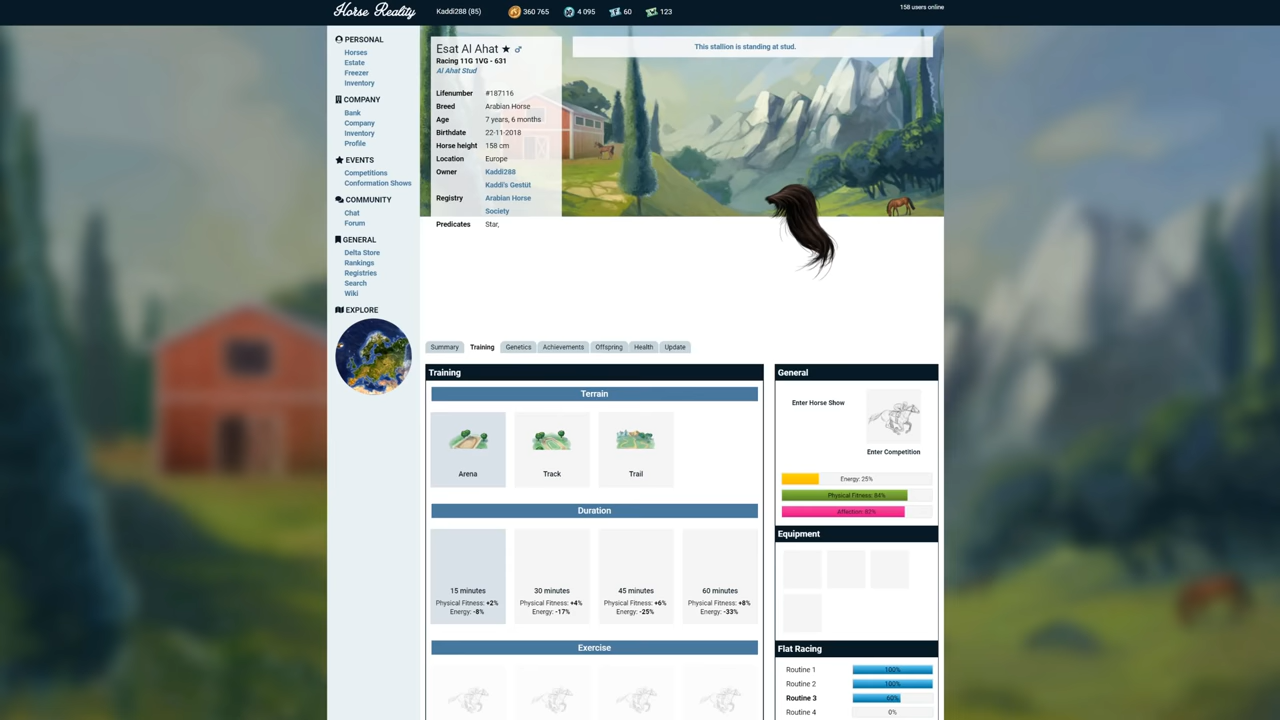 Horse Reality
Kaddi288 (85)
360 765
4 095
60
123
158 users online
PERSONAL
Horses
Estate
Freezer
Inventory
COMPANY
Bank
Company
Inventory
Profile
EVENTS
Competitions
Conformation Shows
COMMUNITY
Chat
Forum
GENERAL
Delta Store
Rankings
Registries
Search
Wiki
EXPLORE
Esat Al Ahat ★ ♂
Racing 11G 1VG - 631
Al Ahat Stud
Lifenumber #187116
Breed Arabian Horse
Age 7 years, 6 months
Birthdate 22-11-2018
Horse height 158 cm
Location Europe
Owner Kaddi288
Kaddi's Gestüt
Registry Arabian Horse
Society
Predicates Star,
This stallion is standing at stud.
Summary Training Genetics Achievements Offspring Health Update
Training
Terrain
Arena Track Trail
Duration
15 minutes 30 minutes 45 minutes 60 minutes
Physical Fitness: +2% Physical Fitness: +4% Physical Fitness: +6% Physical Fitness: +8%
Energy: -8% Energy: -17% Energy: -25% Energy: -33%
Exercise
General
Enter Horse Show
Enter Competition
Energy: 25%
Physical Fitness: 84%
Affection: 82%
Equipment
Flat Racing
Routine 1 100%
Routine 2 100%
Routine 3 60%
Routine 4 0%